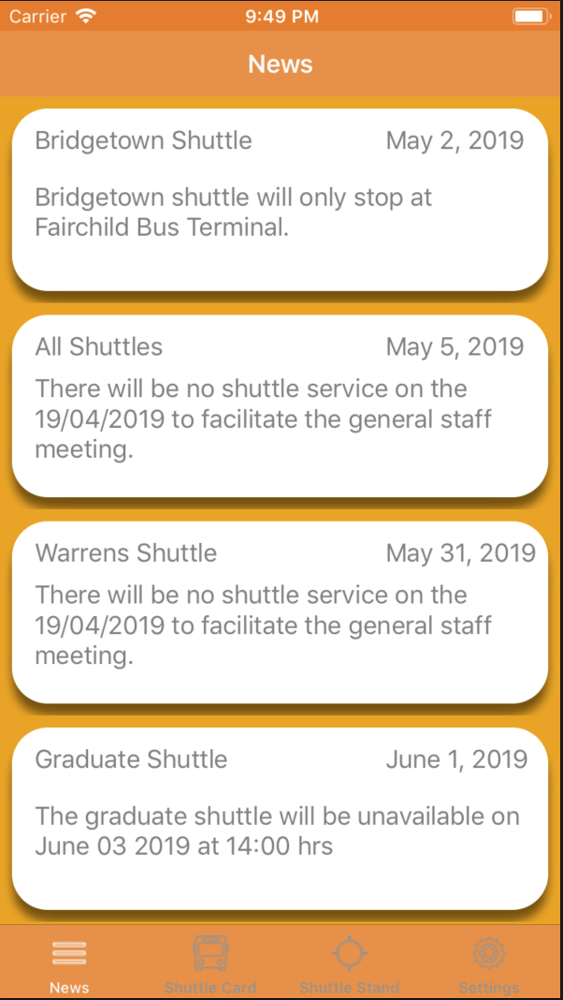 Carrier 9:49 PM
News
Bridgetown Shuttle May 2, 2019
Bridgetown shuttle will only stop at
Fairchild Bus Terminal.
All Shuttles May 5, 2019
There will be no shuttle service on the
19/04/2019 to facilitate the general staff
meeting.
Warrens Shuttle May 31, 2019
There will be no shuttle service on the
19/04/2019 to facilitate the general staff
meeting.
Graduate Shuttle June 1, 2019
The graduate shuttle will be unavailable on
June 03 2019 at 14:00 hrs
News Shuttle Card Shuttle Stand Settings